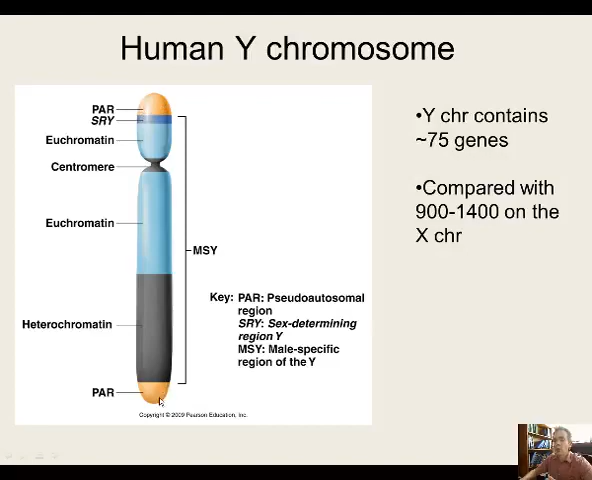 Human Y chromosome
PAR
SRY
Euchromatin
Centromere
Euchromatin
MSY
Heterochromatin
PAR
Key: PAR: Pseudoautosomal
region
SRY: Sex-determining
region Y
MSY: Male-specific
region of the Y
Copyright © 2009 Pearson Education, Inc.
•Y chr contains
~75 genes
•Compared with
900-1400 on the
X chr